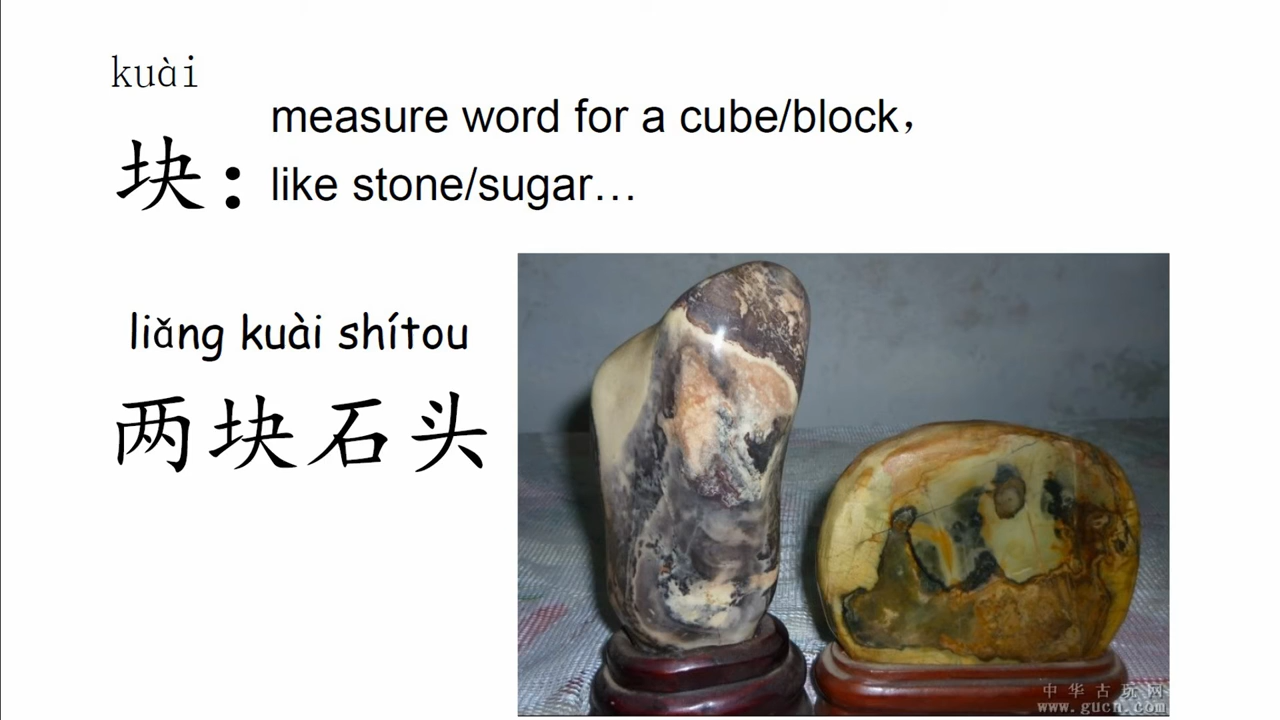 kuài
块：
measure word for a cube/block，
like stone/sugar…
liǎng kuài shítou
两块石头
中华古玩网
www.gucn.com